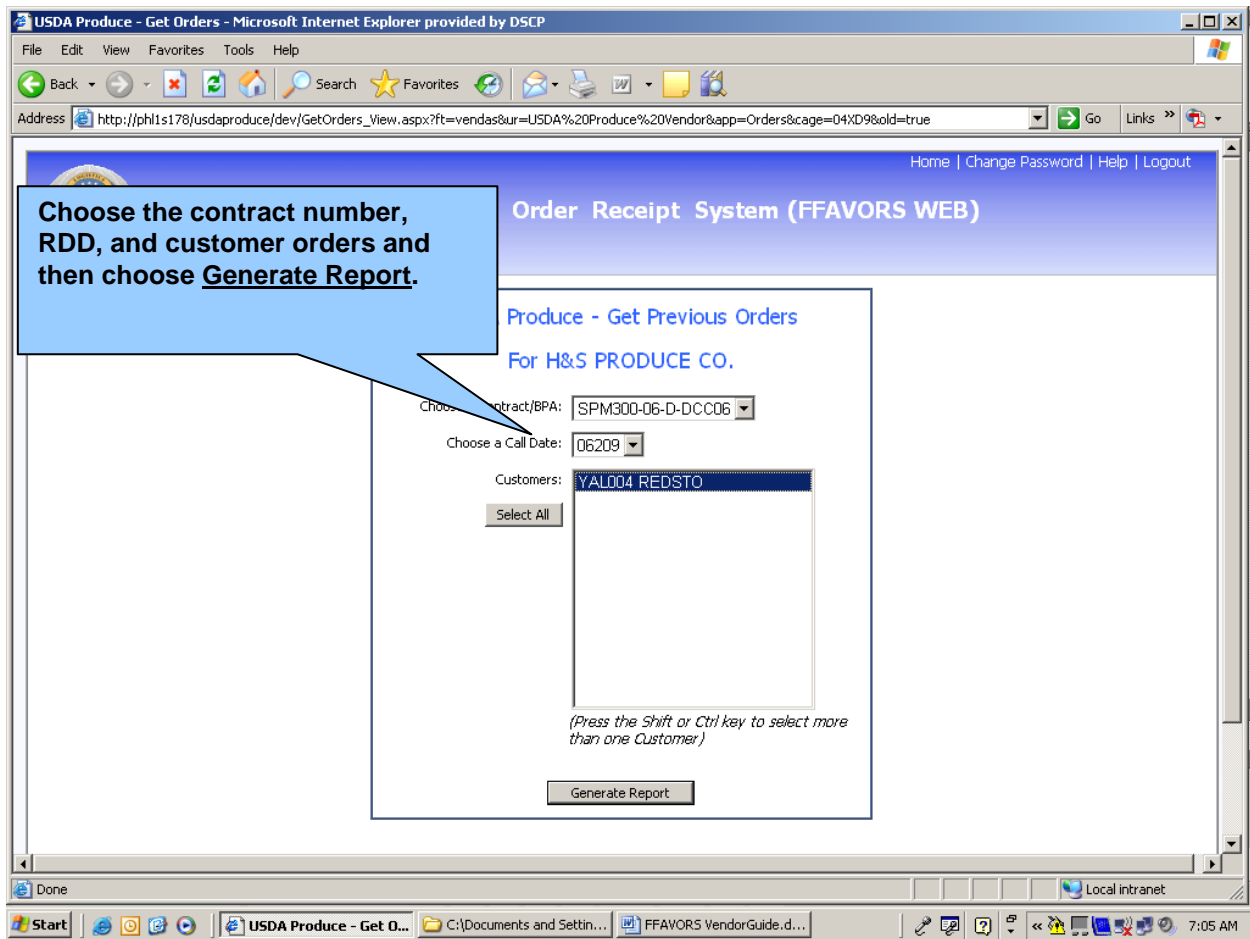 USDA Produce - Get Orders - Microsoft Internet Explorer provided by DSCP
File Edit View Favorites Tools Help
Back Search Favorites
Address http://phl1s178/usdaproduce/dev/GetOrders_View.aspx?ft=vendas&ur=USDA%20Produce%20Vendor&app=Orders&cage=04XD9&old=true Go Links »
Home | Change Password | Help | Logout
Order Receipt System (FFAVORS WEB)
Choose the contract number,
RDD, and customer orders and
then choose Generate Report.
Produce - Get Previous Orders
For H&S PRODUCE CO.
ntract/BPA: SPM300-06-D-DCC06
Choose a Call Date: 06209
Customers: YAL004 REDSTO
Select All
(Press the Shift or Ctrl key to select more
than one Customer)
Generate Report
Done Local intranet
Start USDA Produce - Get O... C:\Documents and Settin... FFAVORS VendorGuide.d... « 7:05 AM